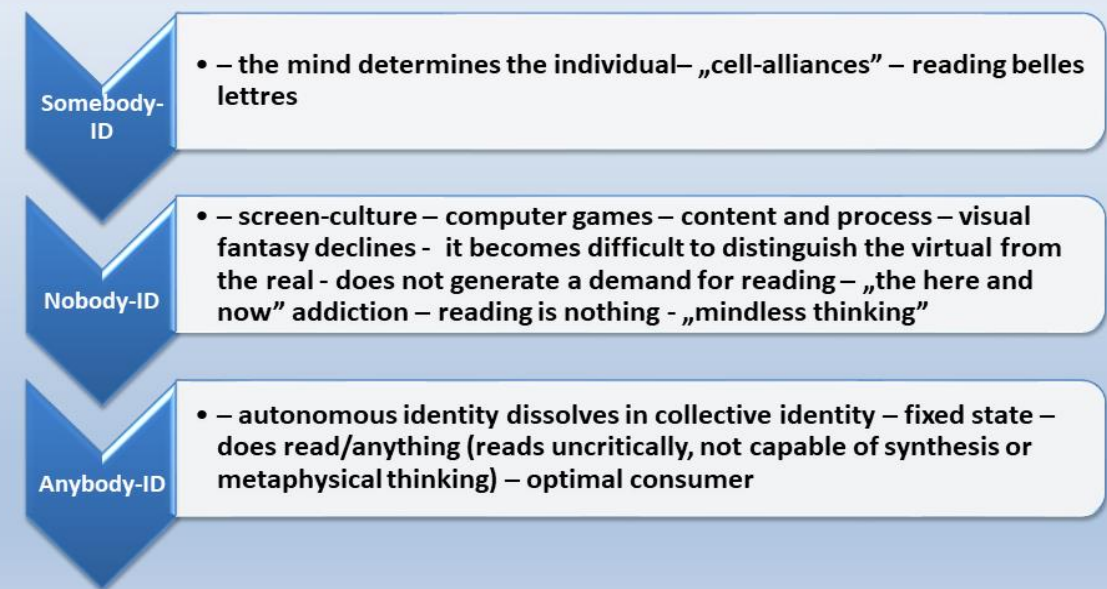 Somebody-
ID
• – the mind determines the individual– „cell-alliances” – reading belles
lettres
Nobody-ID
• – screen-culture – computer games – content and process – visual
fantasy declines - it becomes difficult to distinguish the virtual from
the real - does not generate a demand for reading – „the here and
now” addiction – reading is nothing - „mindless thinking”
Anybody-ID
• – autonomous identity dissolves in collective identity – fixed state –
does read/anything (reads uncritically, not capable of synthesis or
metaphysical thinking) – optimal consumer